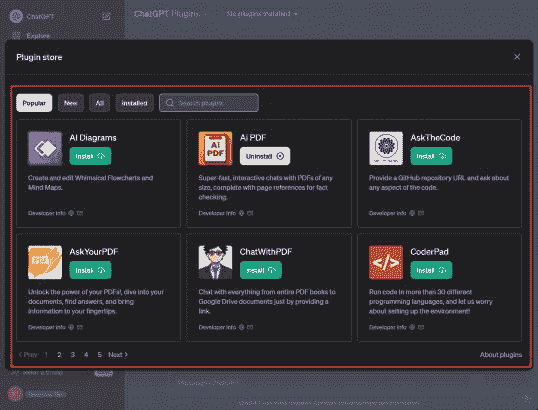 ChatGPT
ChatGPT Plugins
No plugins installed
Explore
Plugin store
Popular
New
All
Installed
Search plugins
AI Diagrams
Install
Create and edit Whimsical Flowcharts and
Mind Maps.
Developer info
Ai PDF
Ai
PDF
Uninstall
Super-fast, interactive chats with PDFs of any
size, complete with page references for fact
checking.
Developer info
AskTheCode
Install
Provide a GitHub repository URL and ask about
any aspect of the code.
Developer info
AskYourPDF
Install
Unlock the power of your PDFs!, dive into your
documents, find answers, and bring
information to your fingertips.
Developer info
ChatWithPDF
Install
Chat with everything from entire PDF books to
Google Drive documents just by providing a
link.
Developer info
CoderPad
</>
Install
Run code in more than 30 different
programming languages, and let us worry
about setting up the environment!
Developer info
Prev 1 2 3 4 5 Next
About plugins